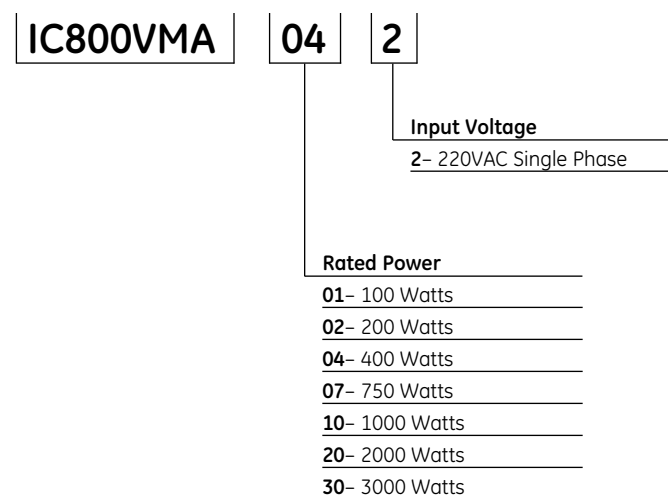 IC800VMA 04 2
Input Voltage
2– 220VAC Single Phase
Rated Power
01– 100 Watts
02– 200 Watts
04– 400 Watts
07– 750 Watts
10– 1000 Watts
20– 2000 Watts
30– 3000 Watts